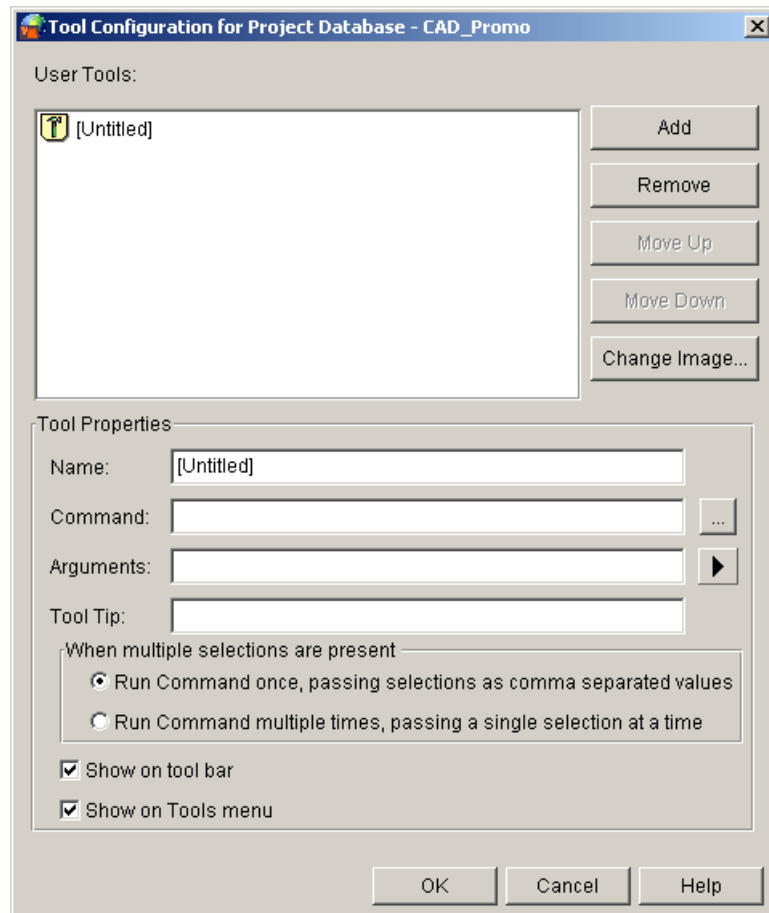 Tool Configuration for Project Database - CAD_Promo
User Tools:
[Untitled]
Add
Remove
Move Up
Move Down
Change Image...
Tool Properties
Name:
[Untitled]
Command:
...
Arguments:
Tool Tip:
When multiple selections are present
Run Command once, passing selections as comma separated values
Run Command multiple times, passing a single selection at a time
Show on tool bar
Show on Tools menu
OK
Cancel
Help